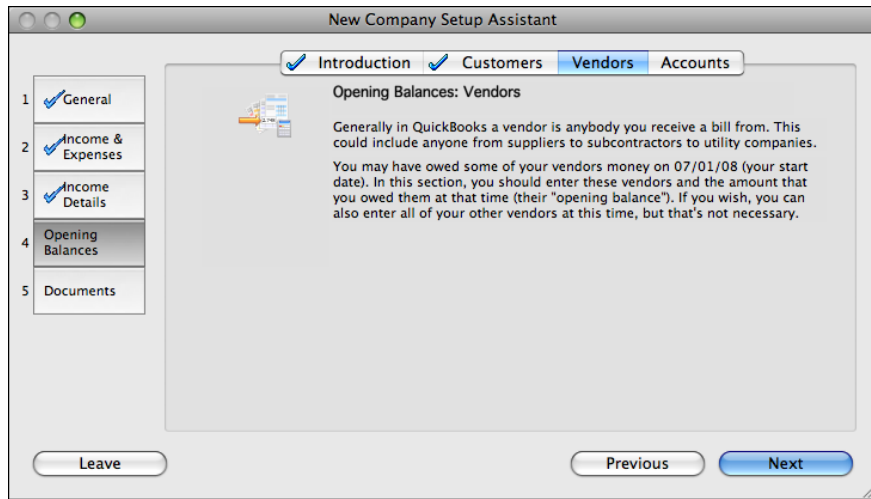 New Company Setup Assistant
Introduction Customers Vendors Accounts
1 General
2 Income &
Expenses
3 Income
Details
4 Opening
Balances
5 Documents
Opening Balances: Vendors
Generally in QuickBooks a vendor is anybody you receive a bill from. This
could include anyone from suppliers to subcontractors to utility companies.
You may have owed some of your vendors money on 07/01/08 (your start
date). In this section, you should enter these vendors and the amount that
you owed them at that time (their "opening balance"). If you wish, you can
also enter all of your other vendors at this time, but that's not necessary.
Leave Previous Next